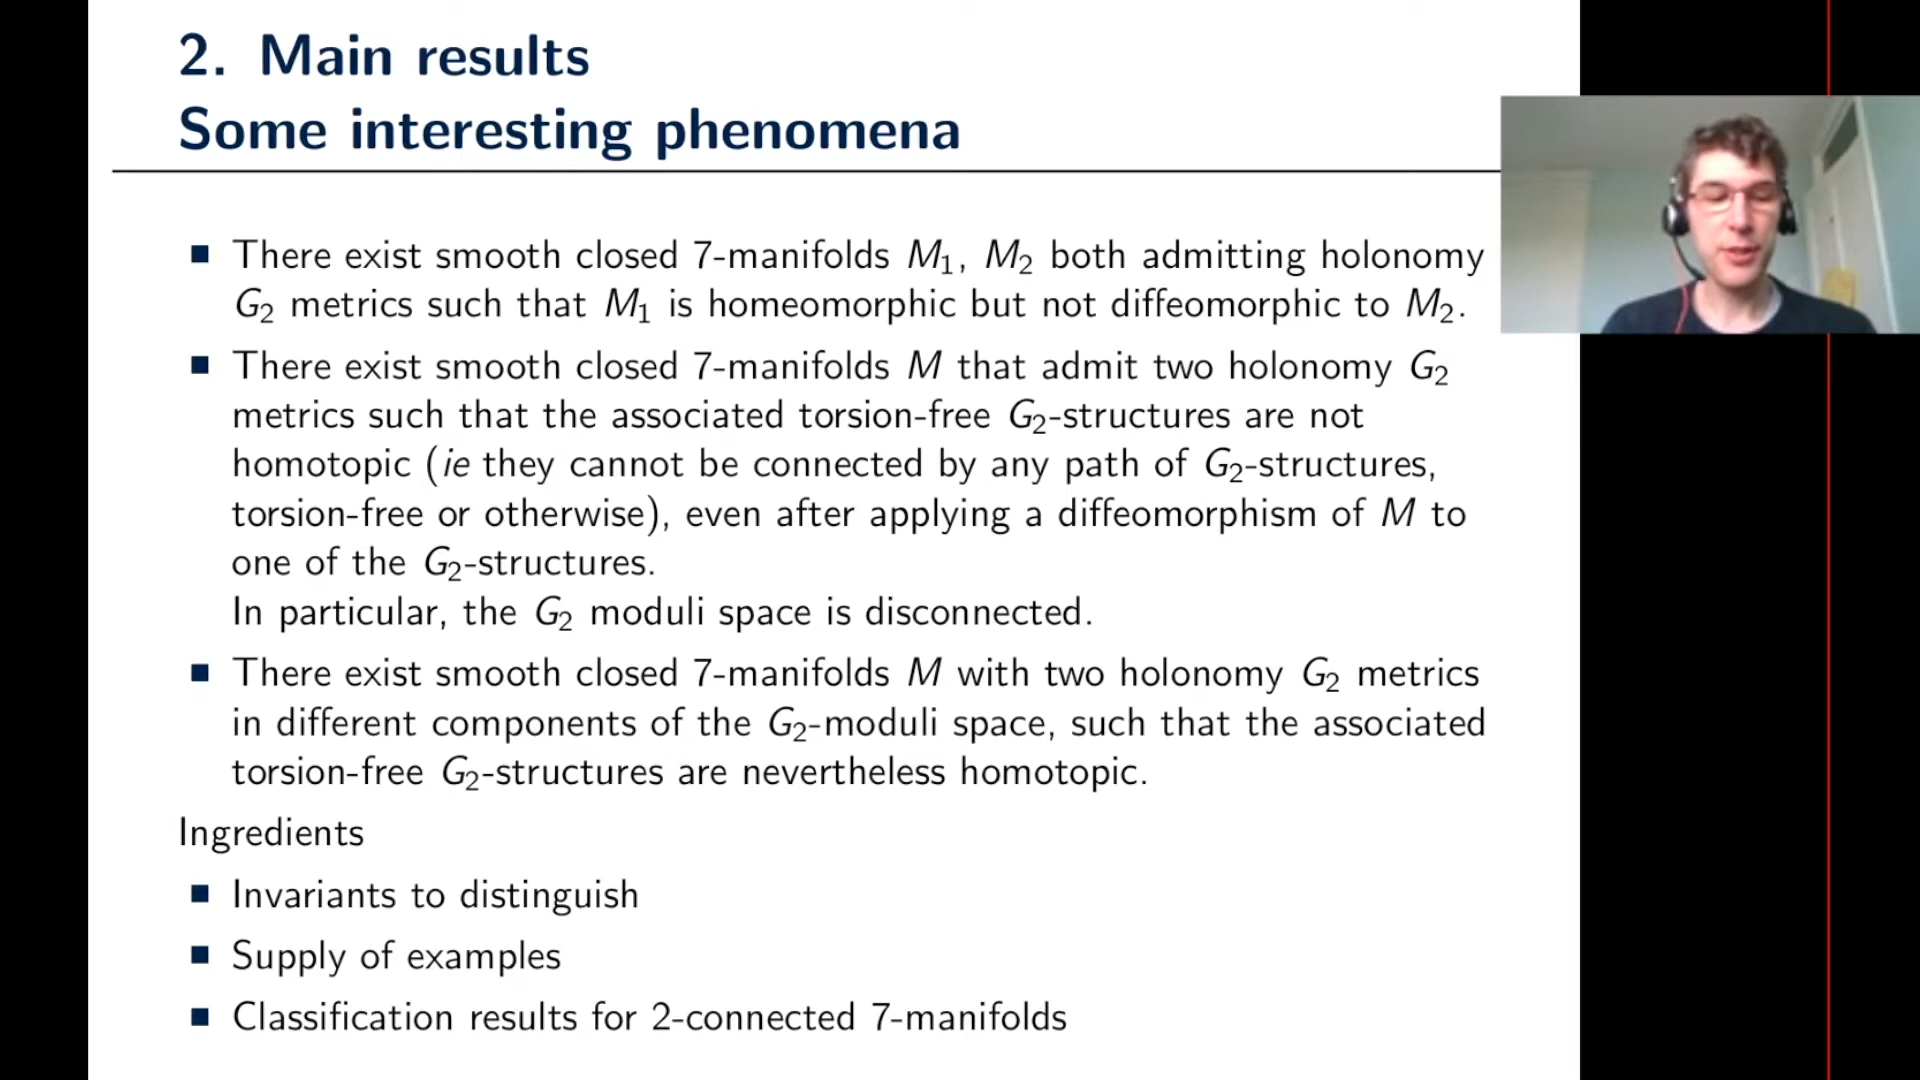 2. Main results
Some interesting phenomena
■ There exist smooth closed 7-manifolds M₁, M₂ both admitting holonomy
G₂ metrics such that M₁ is homeomorphic but not diffeomorphic to M₂.
■ There exist smooth closed 7-manifolds M that admit two holonomy G₂
metrics such that the associated torsion-free G₂-structures are not
homotopic (ie they cannot be connected by any path of G₂-structures,
torsion-free or otherwise), even after applying a diffeomorphism of M to
one of the G₂-structures.
In particular, the G₂ moduli space is disconnected.
■ There exist smooth closed 7-manifolds M with two holonomy G₂ metrics
in different components of the G₂-moduli space, such that the associated
torsion-free G₂-structures are nevertheless homotopic.
Ingredients
■ Invariants to distinguish
■ Supply of examples
■ Classification results for 2-connected 7-manifolds